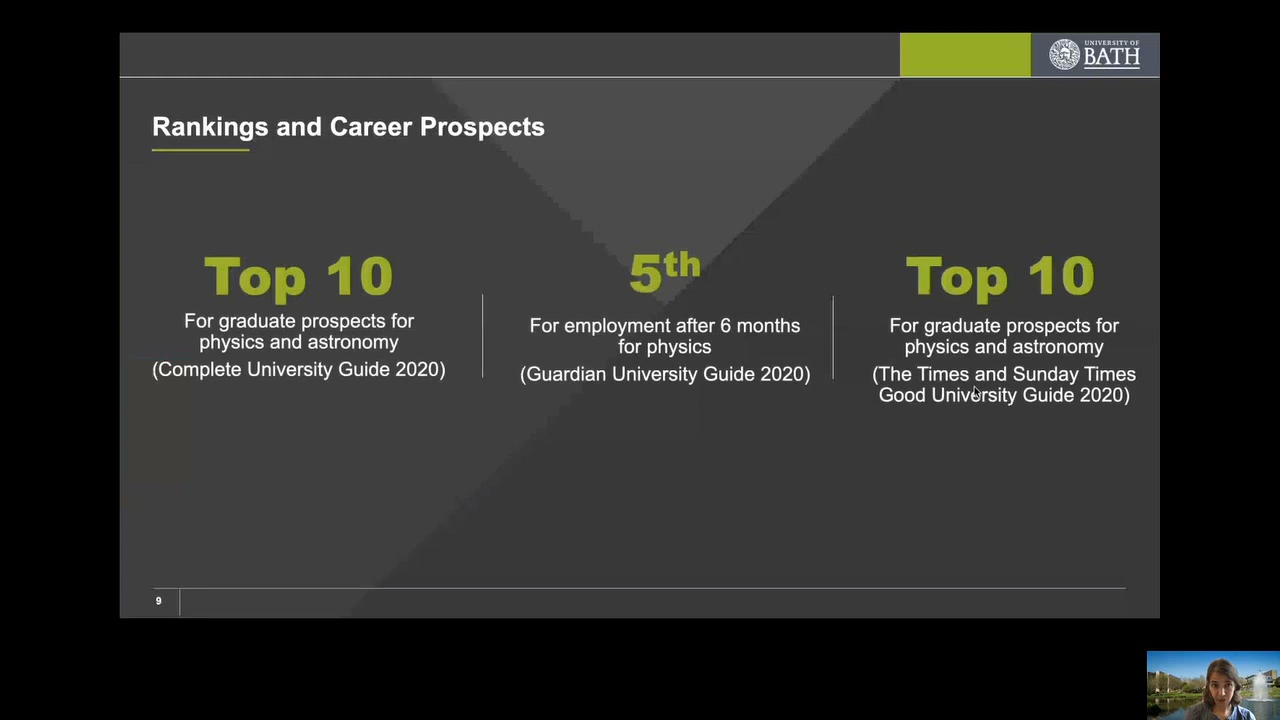 UNIVERSITY OF
BATH
Rankings and Career Prospects
Top 10
For graduate prospects for
physics and astronomy
(Complete University Guide 2020)
5th
For employment after 6 months
for physics
(Guardian University Guide 2020)
Top 10
For graduate prospects for
physics and astronomy
(The Times and Sunday Times
Good University Guide 2020)
9